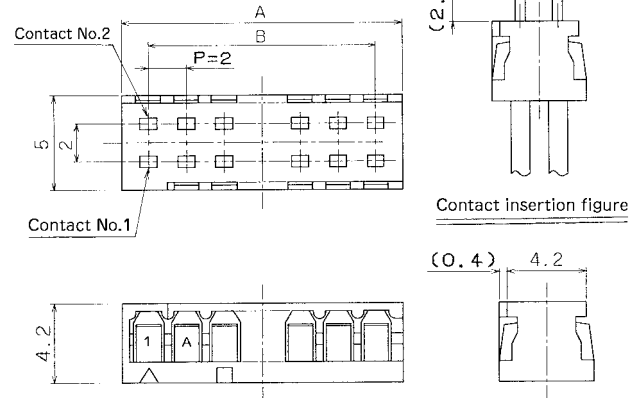 A
Contact No.2
B
P=2
5
2
Contact No.1
Contact insertion figure
(0.4)
4.2
4.2
1
A